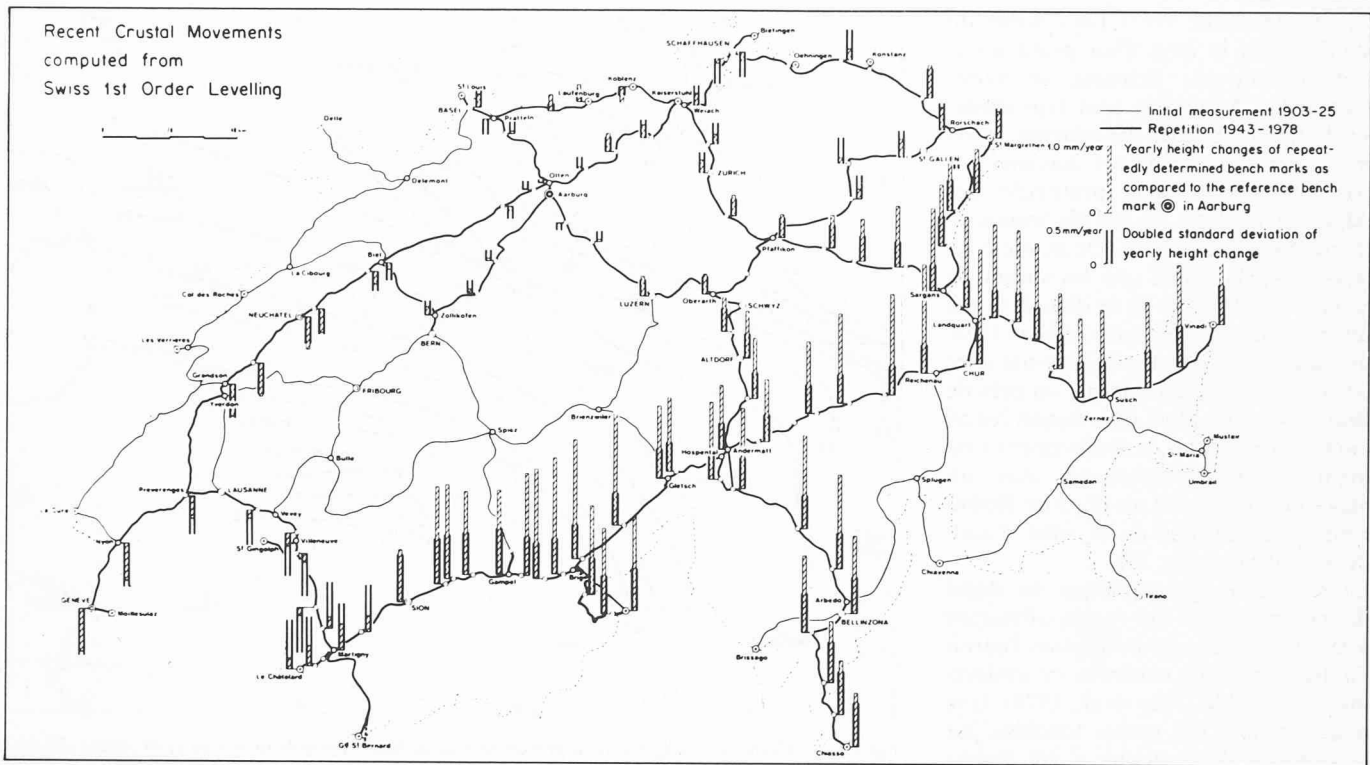 Recent Crustal Movements
computed from
Swiss 1st Order Levelling
Initial measurement 1903-25
Repetition 1943-1978
1.0 mm/year
Yearly height changes of repeat-
edly determined bench marks as
compared to the reference bench
mark ◎ in Aarburg
0
0.5 mm/year
Doubled standard deviation of
yearly height change
0
Bietingen
SCHAFFHAUSEN
Oehningen
Konstanz
Koblenz
Laufenburg
Kaiserstuhl
Weiach
St Louis
BASEL
Pratteln
Delle
Rorschach
St Margrethen
St GALLEN
ZURICH
Olten
Aarburg
Delemont
Pfäffikon
Biel
La Cibourg
Col des Roches
LUZERN
Oberarth
SCHWYZ
Sargans
NEUCHATEL
Zollikofen
BERN
Landquart
Vinadi
Les Verrières
ALTDORF
Reichenau
CHUR
Grandson
Yverdon
FRIBOURG
Susch
Zernez
Brienzwiler
Spiez
Bulle
Hospental
Andermatt
Mustair
Sta Maria
Umbrail
Gletsch
Splugen
Samedan
Preverenges
LAUSANNE
Vevey
La Cure
Nyon
St Gingolph
Villeneuve
Gampel
Brig
Chiavenna
SION
Arbedo
BELLINZONA
Tirano
GENEVE
Moillesulaz
Brissago
Martigny
Le Châtelard
Gd St Bernard
Chiasso